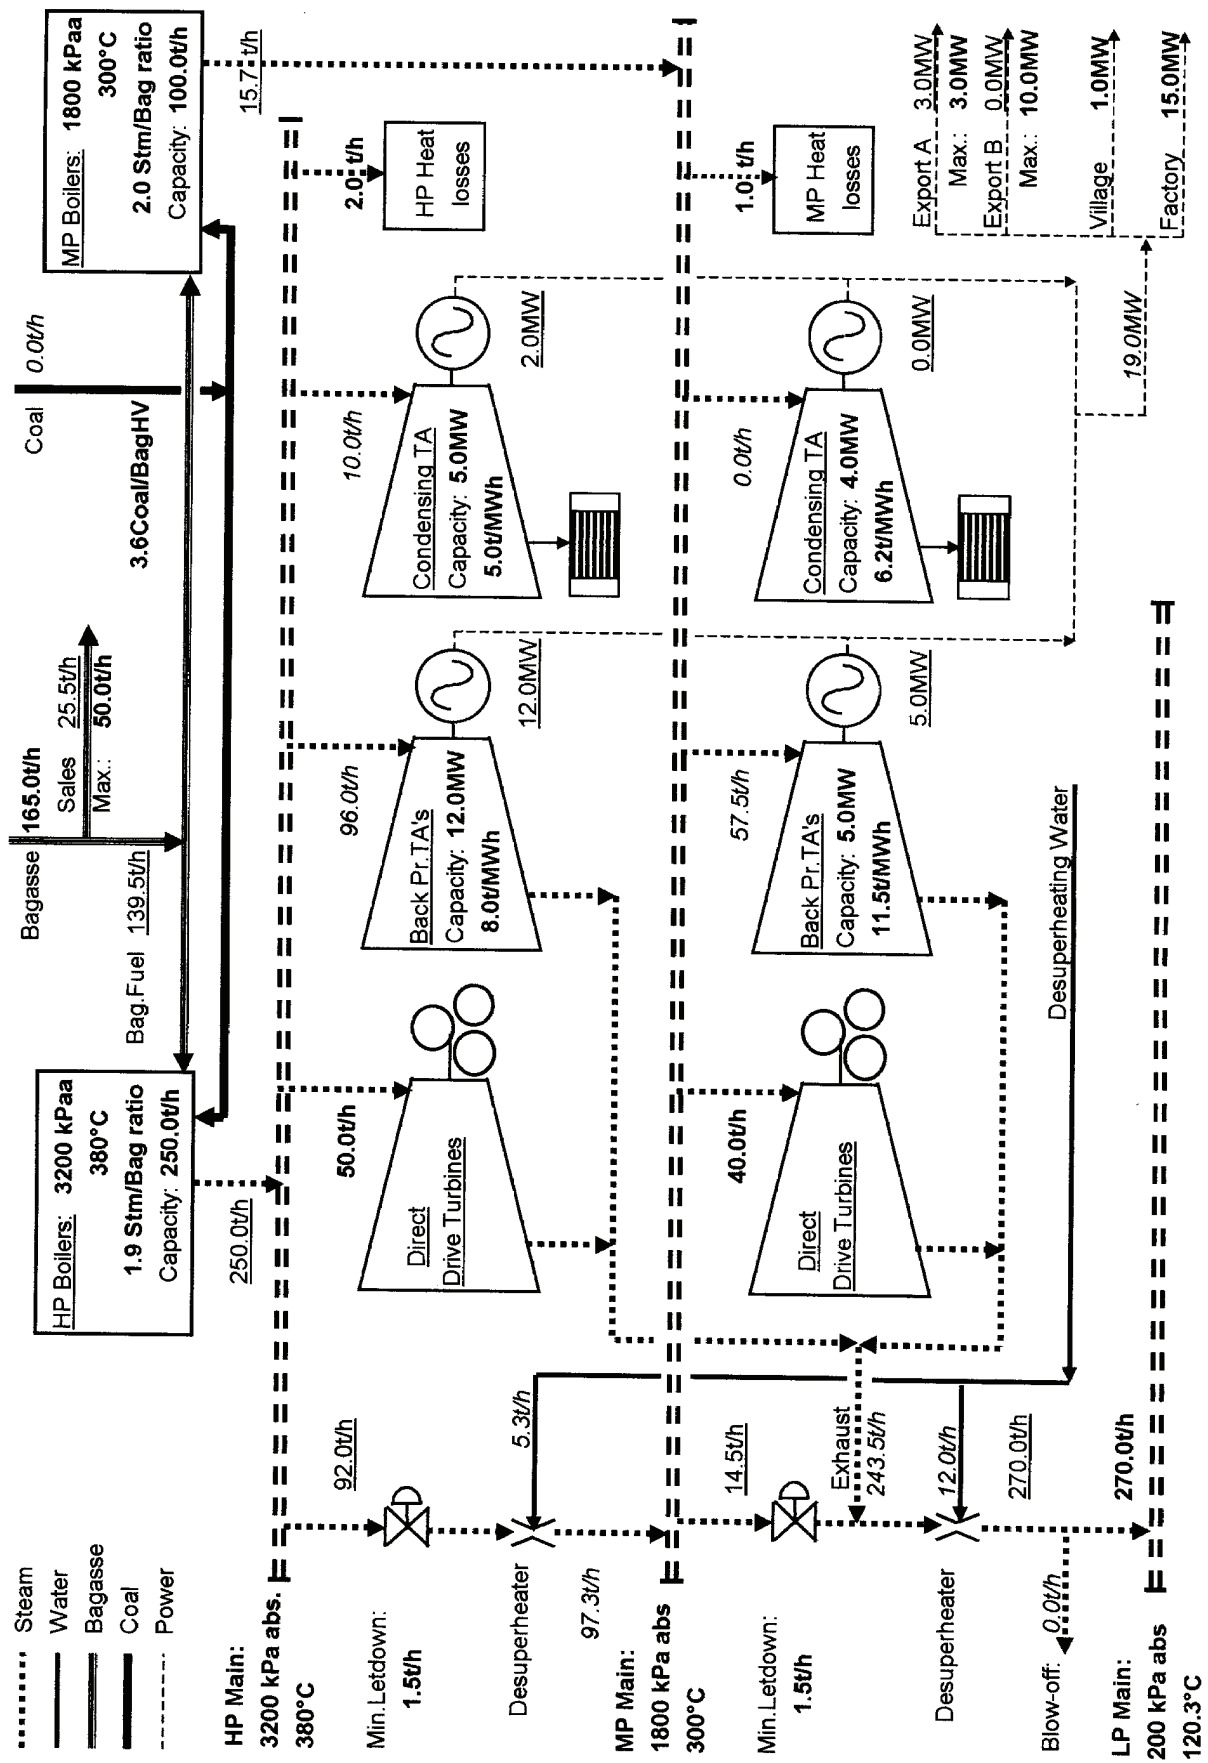 Steam
Water
Bagasse
Coal
Power
Bagasse 165.0t/h
Sales 25.5t/h
Max.: 50.0t/h
Bag.Fuel 139.5t/h
Coal 0.0t/h
3.6Coal/BagHV
HP Boilers: 3200 kPaa
380°C
1.9 Stm/Bag ratio
Capacity: 250.0t/h
250.0t/h
MP Boilers: 1800 kPaa
300°C
2.0 Stm/Bag ratio
Capacity: 100.0t/h
15.7 t/h
HP Main:
3200 kPa abs.
380°C
Min.Letdown:
1.5t/h
92.0t/h
Desuperheater
5.3t/h
97.3t/h
50.0t/h
Direct
Drive Turbines
96.0t/h
Back Pr.TA's
Capacity: 12.0MW
8.0t/MWh
12.0MW
10.0t/h
Condensing TA
Capacity: 5.0MW
5.0t/MWh
2.0MW
2.0 t/h
HP Heat
losses
MP Main:
1800 kPa abs
300°C
Min.Letdown:
1.5t/h
14.5t/h
Exhaust
243.5t/h
Desuperheater
12.0t/h
270.0t/h
40.0t/h
Direct
Drive Turbines
57.5t/h
Back Pr.TA's
Capacity: 5.0MW
11.5t/MWh
5.0MW
0.0t/h
Condensing TA
Capacity: 4.0MW
6.2t/MWh
0.0MW
1.0 t/h
MP Heat
losses
Desuperheating Water
19.0MW
Export A 3.0MW
Max.: 3.0MW
Export B 0.0MW
Max.: 10.0MW
Village 1.0MW
Factory 15.0MW
Blow-off: 0.0t/h
LP Main:
200 kPa abs
120.3°C
270.0t/h